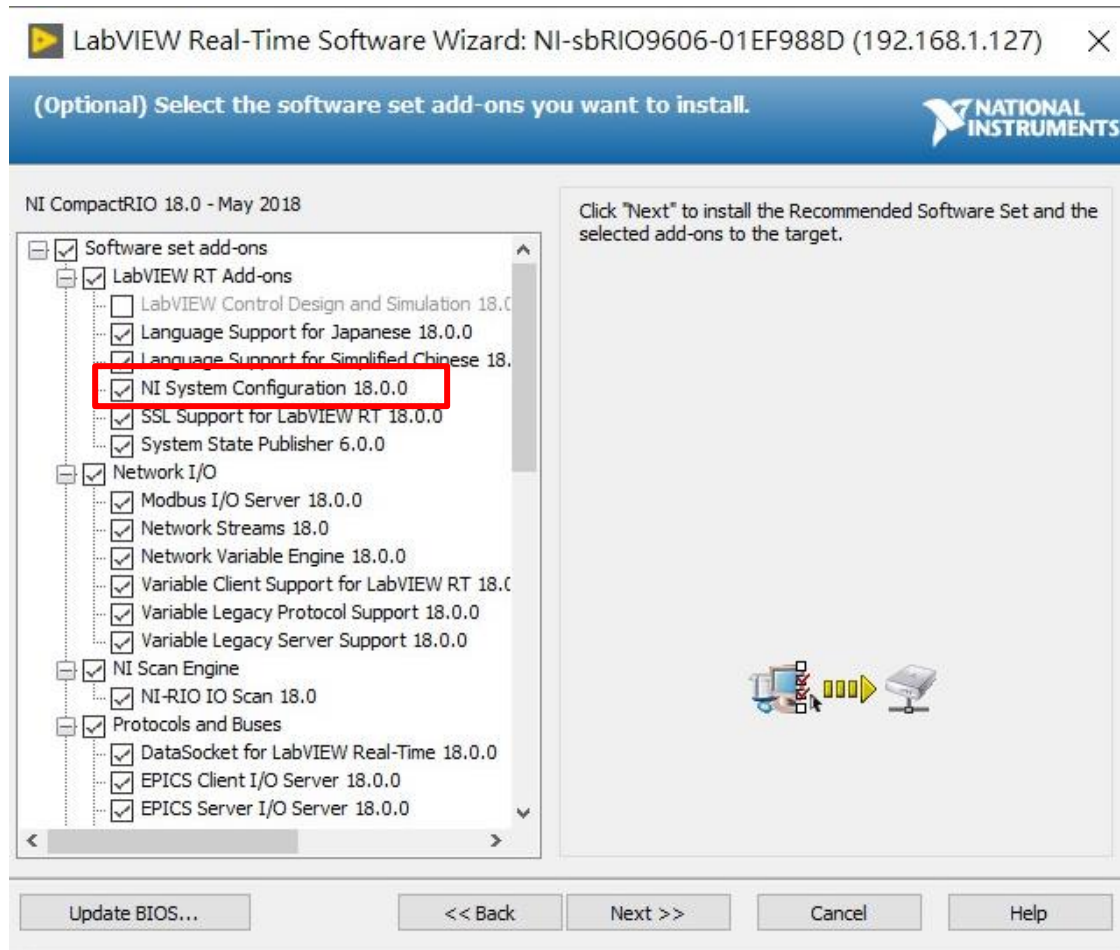 LabVIEW Real-Time Software Wizard: NI-sbRIO9606-01EF988D (192.168.1.127)
(Optional) Select the software set add-ons you want to install.
NATIONAL
INSTRUMENTS
NI CompactRIO 18.0 - May 2018
Software set add-ons
LabVIEW RT Add-ons
LabVIEW Control Design and Simulation 18.0
Language Support for Japanese 18.0.0
Language Support for Simplified Chinese 18.
NI System Configuration 18.0.0
SSL Support for LabVIEW RT 18.0.0
System State Publisher 6.0.0
Network I/O
Modbus I/O Server 18.0.0
Network Streams 18.0
Network Variable Engine 18.0.0
Variable Client Support for LabVIEW RT 18.0
Variable Legacy Protocol Support 18.0.0
Variable Legacy Server Support 18.0.0
NI Scan Engine
NI-RIO IO Scan 18.0
Protocols and Buses
DataSocket for LabVIEW Real-Time 18.0.0
EPICS Client I/O Server 18.0.0
EPICS Server I/O Server 18.0.0
Click "Next" to install the Recommended Software Set and the
selected add-ons to the target.
Update BIOS...
<< Back
Next >>
Cancel
Help